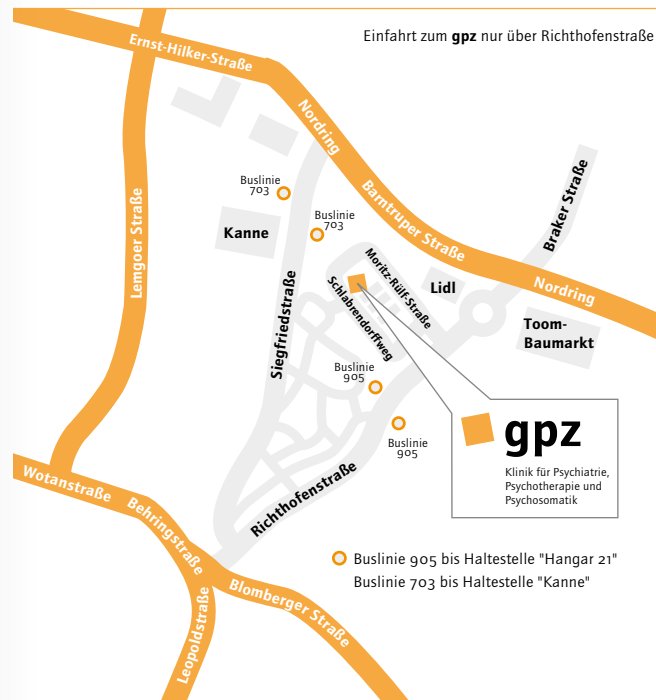 Einfahrt zum gpz nur über Richthofenstraße
Ernst-Hilker-Straße
Nordring
Barntruper Straße
Braker Straße
Lemgoer Straße
Buslinie
703
Buslinie
703
Kanne
Moritz-Rülf-Straße
Schlabrendorffweg
Lidl
Nordring
Siegfriedstraße
Toom-
Baumarkt
Buslinie
905
Buslinie
905
gpz
Klinik für Psychiatrie,
Psychotherapie und
Psychosomatik
Wotanstraße
Behringstraße
Richthofenstraße
Leopoldstraße
Blomberger Straße
Buslinie 905 bis Haltestelle "Hangar 21"
Buslinie 703 bis Haltestelle "Kanne"